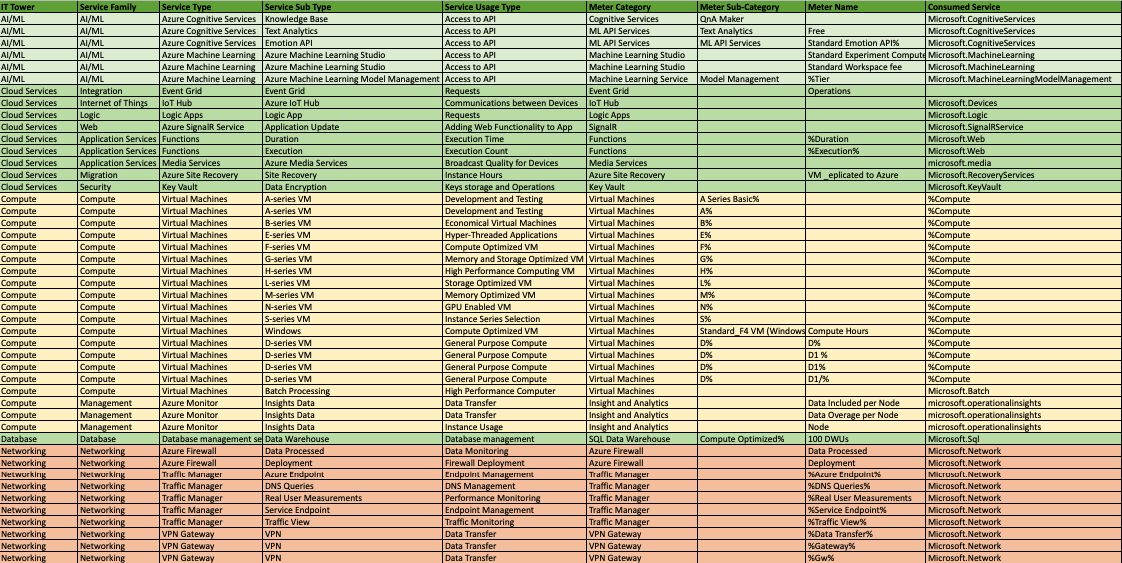 IT Tower Service Family Service Type Service Sub Type Service Usage Type Meter Category Meter Sub-Category Meter Name Consumed Service
AI/ML AI/ML Azure Cognitive Services Knowledge Base Access to API Cognitive Services QnA Maker Microsoft.CognitiveServices
AI/ML AI/ML Azure Cognitive Services Text Analytics Access to API ML API Services Text Analytics Free Microsoft.CognitiveServices
AI/ML AI/ML Azure Cognitive Services Emotion API Access to API ML API Services ML API Services Standard Emotion API% Microsoft.CognitiveServices
AI/ML AI/ML Azure Machine Learning Azure Machine Learning Studio Access to API Machine Learning Studio Standard Experiment Compute Microsoft.MachineLearning
AI/ML AI/ML Azure Machine Learning Azure Machine Learning Studio Access to API Machine Learning Studio Standard Workspace fee Microsoft.MachineLearning
AI/ML AI/ML Azure Machine Learning Azure Machine Learning Model Management Access to API Machine Learning Service Model Management %Tier Microsoft.MachineLearningModelManagement
Cloud Services Integration Event Grid Event Grid Requests Event Grid Operations
Cloud Services Internet of Things IoT Hub Azure IoT Hub Communications between Devices IoT Hub Microsoft.Devices
Cloud Services Logic Logic Apps Logic App Requests Logic Apps Microsoft.Logic
Cloud Services Web Azure SignalR Service Application Update Adding Web Functionality to App SignalR Microsoft.SignalRService
Cloud Services Application Services Functions Duration Execution Time Functions %Duration Microsoft.Web
Cloud Services Application Services Functions Execution Execution Count Functions %Execution% Microsoft.Web
Cloud Services Application Services Media Services Azure Media Services Broadcast Quality for Devices Media Services microsoft.media
Cloud Services Migration Azure Site Recovery Site Recovery Instance Hours Azure Site Recovery VM _eplicated to Azure Microsoft.RecoveryServices
Cloud Services Security Key Vault Data Encryption Keys storage and Operations Key Vault Microsoft.KeyVault
Compute Compute Virtual Machines A-series VM Development and Testing Virtual Machines A Series Basic% %Compute
Compute Compute Virtual Machines A-series VM Development and Testing Virtual Machines A% %Compute
Compute Compute Virtual Machines B-series VM Economical Virtual Machines Virtual Machines B% %Compute
Compute Compute Virtual Machines E-series VM Hyper-Threaded Applications Virtual Machines E% %Compute
Compute Compute Virtual Machines F-series VM Compute Optimized VM Virtual Machines F% %Compute
Compute Compute Virtual Machines G-series VM Memory and Storage Optimized VM Virtual Machines G% %Compute
Compute Compute Virtual Machines H-series VM High Performance Computing VM Virtual Machines H% %Compute
Compute Compute Virtual Machines L-series VM Storage Optimized VM Virtual Machines L% %Compute
Compute Compute Virtual Machines M-series VM Memory Optimized VM Virtual Machines M% %Compute
Compute Compute Virtual Machines N-series VM GPU Enabled VM Virtual Machines N% %Compute
Compute Compute Virtual Machines S-series VM Instance Series Selection Virtual Machines S% %Compute
Compute Compute Virtual Machines Windows Compute Optimized VM Virtual Machines Standard_F4 VM (Windows Compute Hours %Compute
Compute Compute Virtual Machines D-series VM General Purpose Compute Virtual Machines D% D% %Compute
Compute Compute Virtual Machines D-series VM General Purpose Compute Virtual Machines D% D1 % %Compute
Compute Compute Virtual Machines D-series VM General Purpose Compute Virtual Machines D% D1% %Compute
Compute Compute Virtual Machines D-series VM General Purpose Compute Virtual Machines D% D1/% %Compute
Compute Compute Virtual Machines Batch Processing High Performance Computer Virtual Machines Microsoft.Batch
Compute Management Azure Monitor Insights Data Data Transfer Insight and Analytics Data Included per Node microsoft.operationalinsights
Compute Management Azure Monitor Insights Data Data Transfer Insight and Analytics Data Overage per Node microsoft.operationalinsights
Compute Management Azure Monitor Insights Data Instance Usage Insight and Analytics Node microsoft.operationalinsights
Database Database Database management se Data Warehouse Database management SQL Data Warehouse Compute Optimized% 100 DWUs Microsoft.Sql
Networking Networking Azure Firewall Data Processed Data Monitoring Azure Firewall Data Processed Microsoft.Network
Networking Networking Azure Firewall Deployment Firewall Deployment Azure Firewall Deployment Microsoft.Network
Networking Networking Traffic Manager Azure Endpoint Endpoint Management Traffic Manager %Azure Endpoint% Microsoft.Network
Networking Networking Traffic Manager DNS Queries DNS Management Traffic Manager %DNS Queries% Microsoft.Network
Networking Networking Traffic Manager Real User Measurements Performance Monitoring Traffic Manager %Real User Measurements Microsoft.Network
Networking Networking Traffic Manager Service Endpoint Endpoint Management Traffic Manager %Service Endpoint% Microsoft.Network
Networking Networking Traffic Manager Traffic View Traffic Monitoring Traffic Manager %Traffic View% Microsoft.Network
Networking Networking VPN Gateway VPN Data Transfer VPN Gateway %Data Transfer% Microsoft.Network
Networking Networking VPN Gateway VPN Data Transfer VPN Gateway %Gateway% Microsoft.Network
Networking Networking VPN Gateway VPN Data Transfer VPN Gateway %Gw% Microsoft.Network